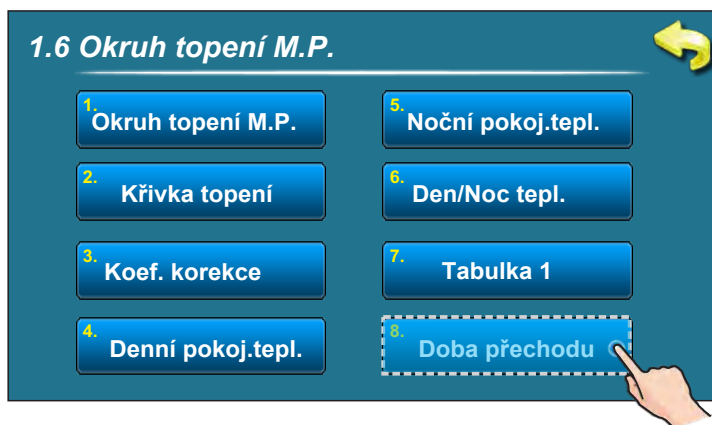 1.6 Okruh topení M.P.
1. Okruh topení M.P.
2. Křivka topení
3. Koef. korekce
4. Denní pokoj.tepl.
5. Noční pokoj.tepl.
6. Den/Noc tepl.
7. Tabulka 1
8. Doba přechodu